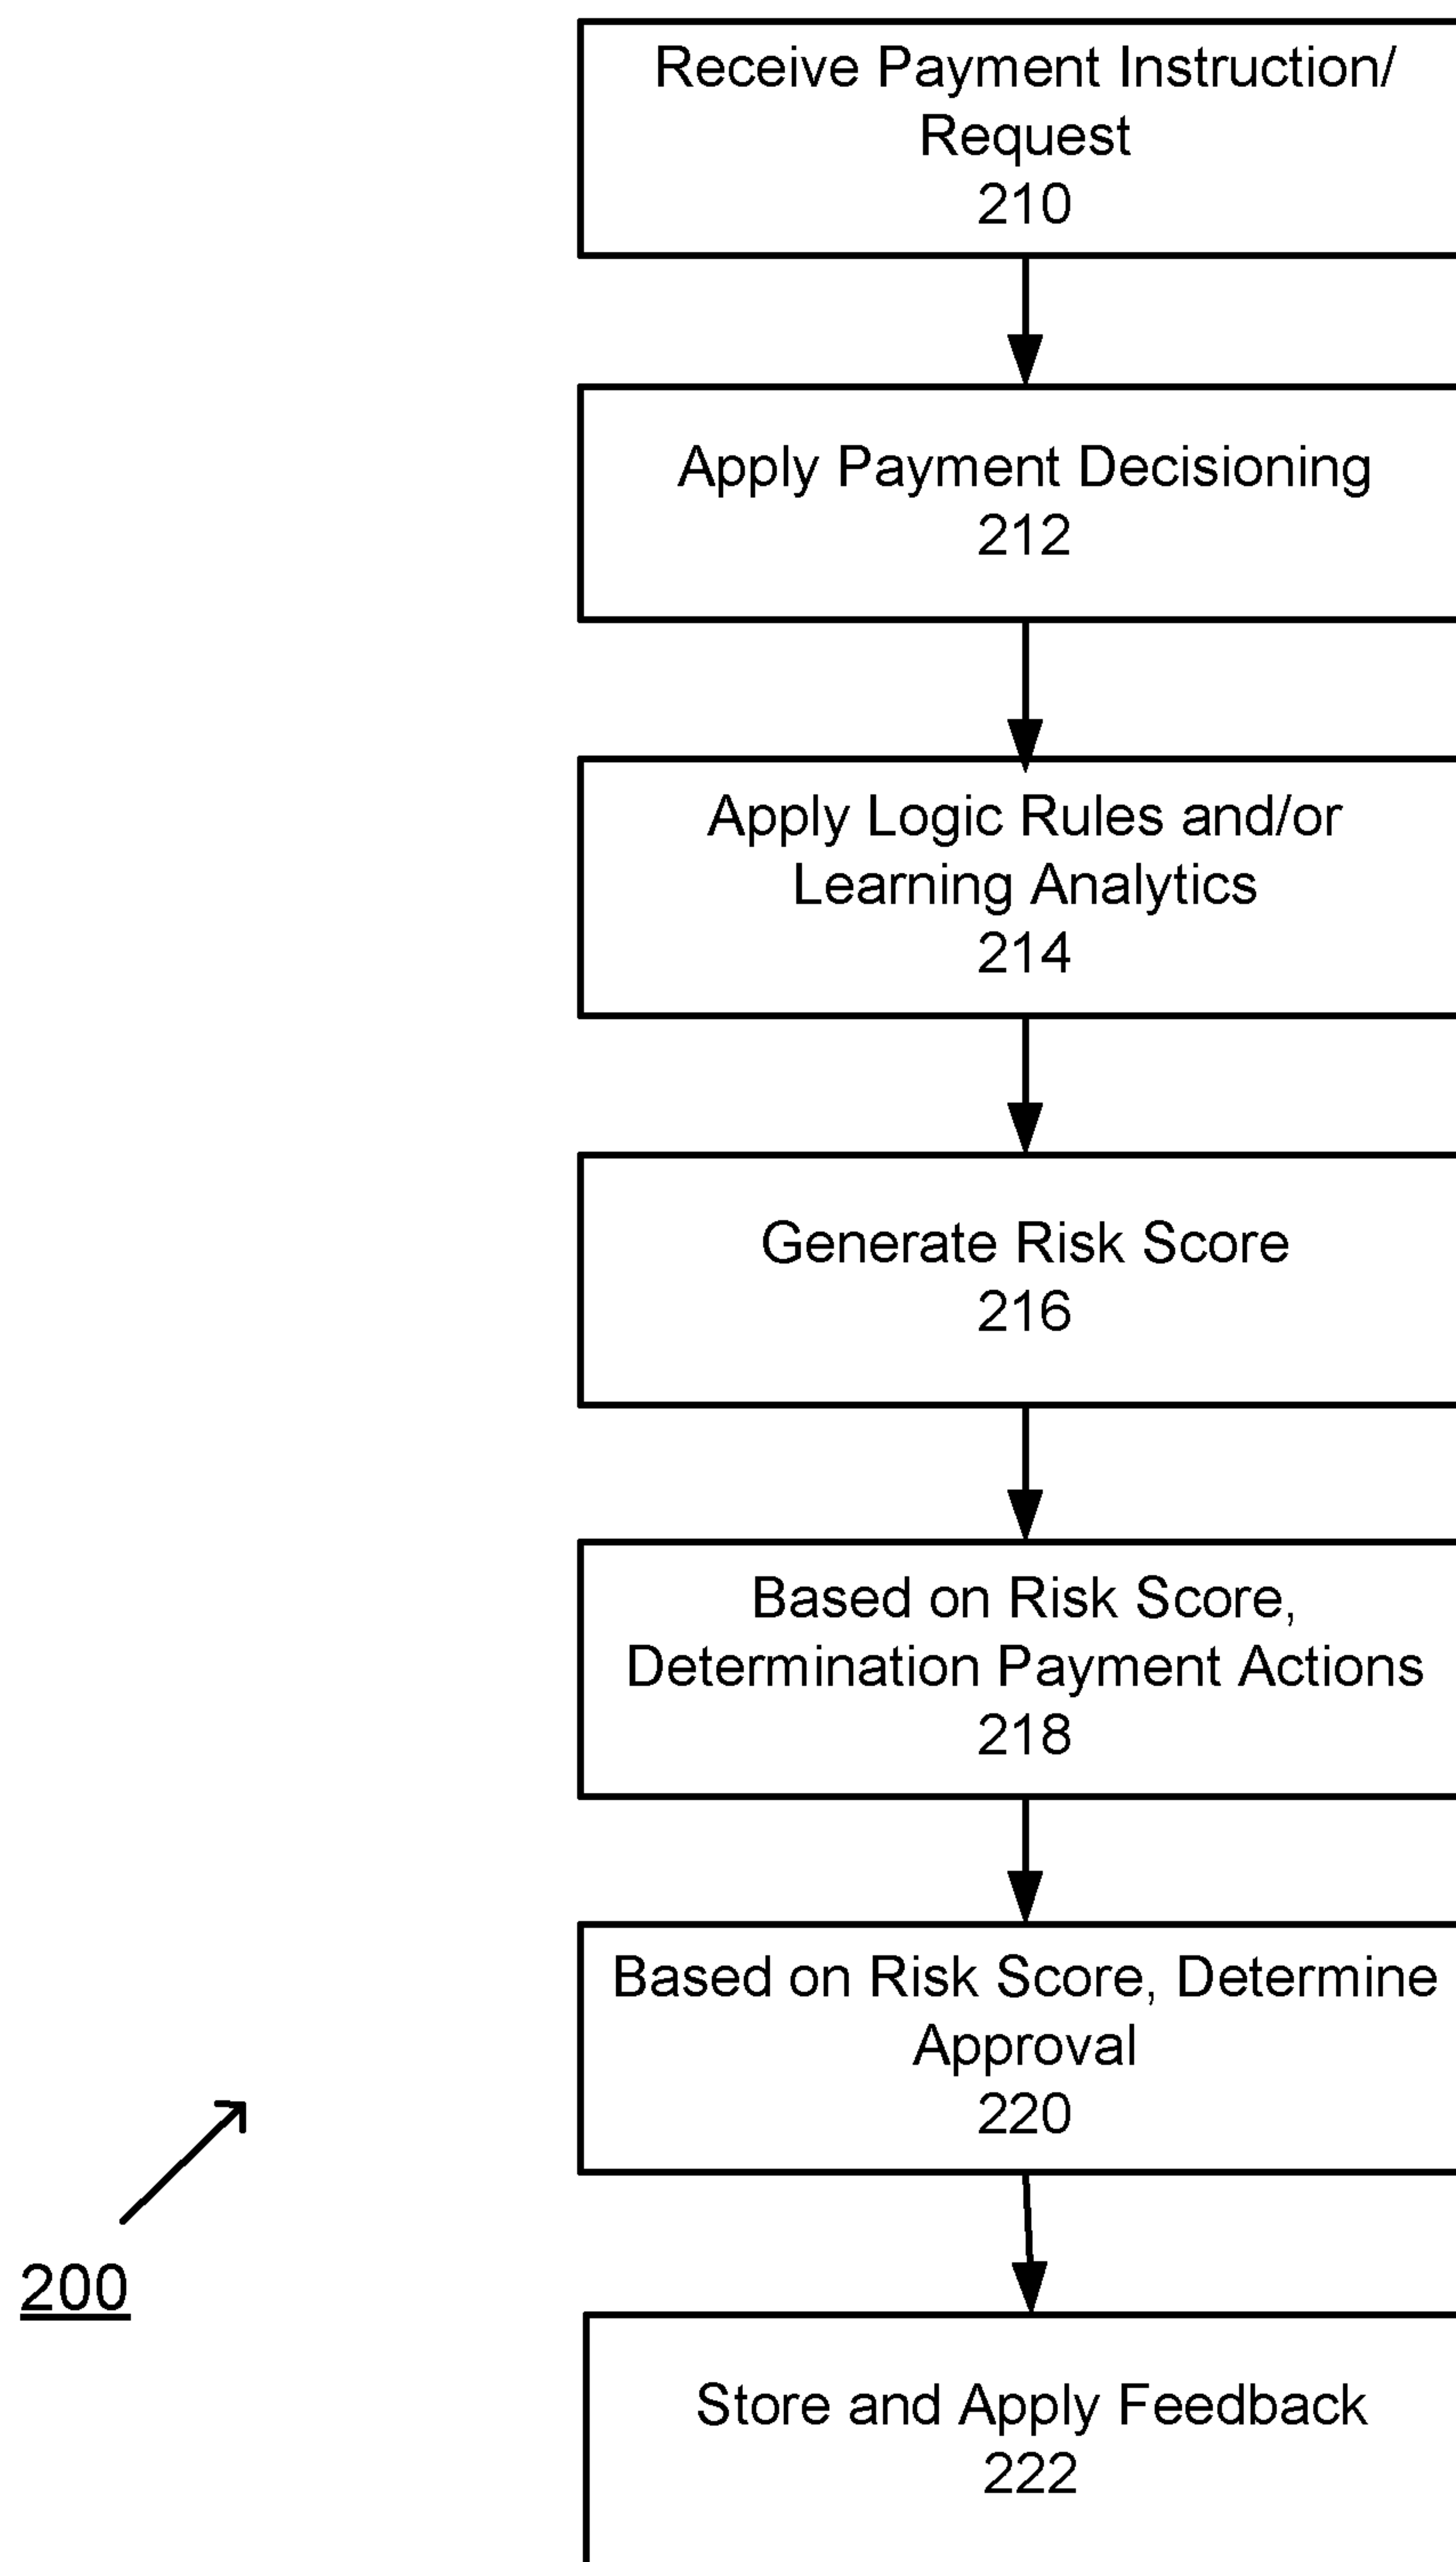 Receive Payment Instruction/
Request
210
Apply Payment Decisioning
212
Apply Logic Rules and/or
Learning Analytics
214
Generate Risk Score
216
Based on Risk Score,
Determination Payment Actions
218
Based on Risk Score, Determine
Approval
220
200
Store and Apply Feedback
222